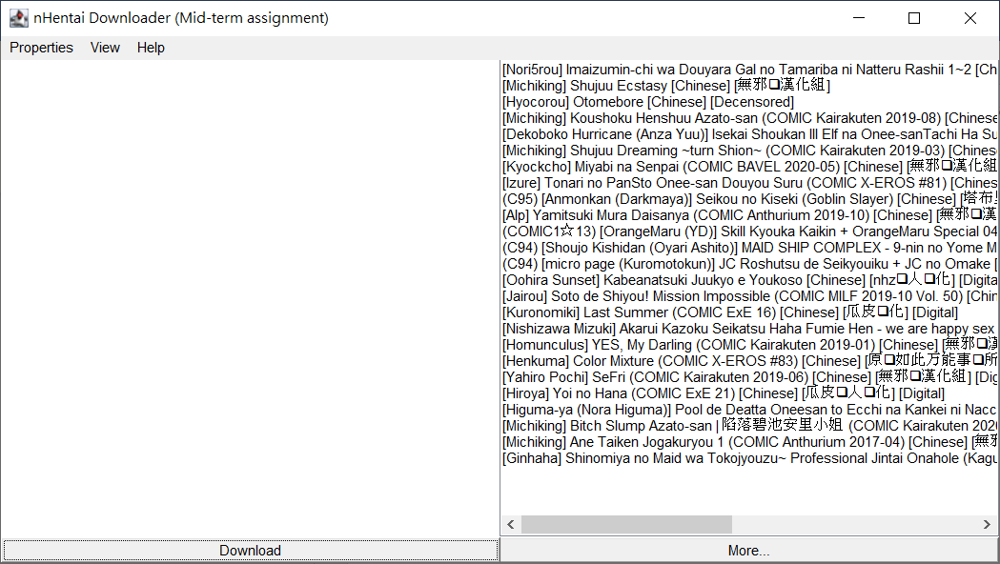 nHentai Downloader (Mid-term assignment)
Properties View Help
[Nori5rou] Imaizumin-chi wa Douyara Gal no Tamariba ni Natteru Rashii 1~2 [Ch
[Michiking] Shujuu Ecstasy [Chinese] [無邪□漢化組]
[Hyocorou] Otomebore [Chinese] [Decensored]
[Michiking] Koushoku Henshuu Azato-san (COMIC Kairakuten 2019-08) [Chinese
[Dekoboko Hurricane (Anza Yuu)] Isekai Shoukan III Elf na Onee-sanTachi Ha Su
[Michiking] Shujuu Dreaming ~turn Shion~ (COMIC Kairakuten 2019-03) [Chines
[Kyockcho] Miyabi na Senpai (COMIC BAVEL 2020-05) [Chinese] [無邪□漢化組
[Izure] Tonari no PanSto Onee-san Douyou Suru (COMIC X-EROS #81) [Chines
(C95) [Anmonkan (Darkmaya)] Seikou no Kiseki (Goblin Slayer) [Chinese] [塔布里
[Alp] Yamitsuki Mura Daisanya (COMIC Anthurium 2019-10) [Chinese] [無邪□漢
(COMIC1☆13) [OrangeMaru (YD)] Skill Kyouka Kaikin + OrangeMaru Special 04
(C94) [Shoujo Kishidan (Oyari Ashito)] MAID SHIP COMPLEX - 9-nin no Yome M
(C94) [micro page (Kuromotokun)] JC Roshutsu de Seikyouiku + JC no Omake [
[Oohira Sunset] Kabeanatsuki Juukyo e Youkoso [Chinese] [nhz□人□化] [Digita
[Jairou] Soto de Shiyou! Mission Impossible (COMIC MILF 2019-10 Vol. 50) [Chin
[Kuronomiki] Last Summer (COMIC ExE 16) [Chinese] [瓜皮□化] [Digital]
[Nishizawa Mizuki] Akarui Kazoku Seikatsu Haha Fumie Hen - we are happy sex
[Homunculus] YES, My Darling (COMIC Kairakuten 2019-01) [Chinese] [無邪□漢
[Henkuma] Color Mixture (COMIC X-EROS #83) [Chinese] [原□如此万能事□所
[Yahiro Pochi] SeFri (COMIC Kairakuten 2019-06) [Chinese] [無邪□漢化組] [Dig
[Hiroya] Yoi no Hana (COMIC ExE 21) [Chinese] [瓜皮□人□化] [Digital]
[Higuma-ya (Nora Higuma)] Pool de Deatta Oneesan to Ecchi na Kankei ni Nacc
[Michiking] Bitch Slump Azato-san | 陷落碧池安里小姐 (COMIC Kairakuten 202
[Michiking] Ane Taiken Jogakuryou 1 (COMIC Anthurium 2017-04) [Chinese] [無邪
[Ginhaha] Shinomiya no Maid wa Tokojyouzu~ Professional Jintai Onahole (Kagu
Download
More...